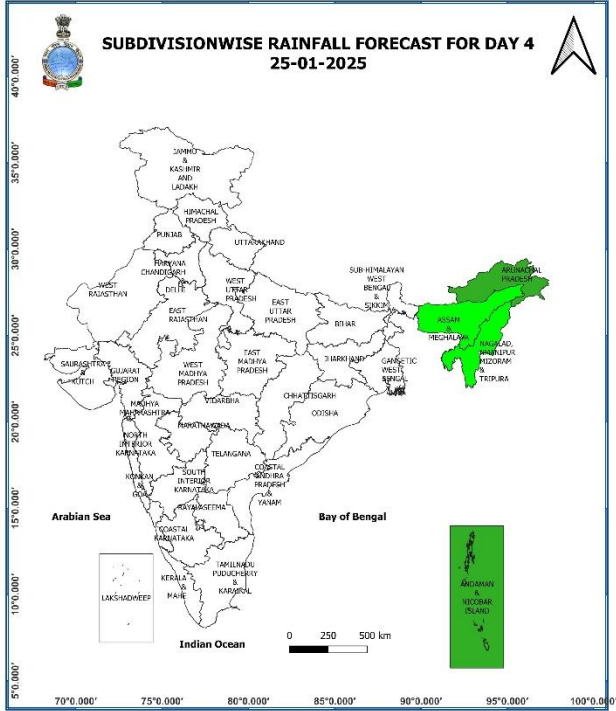 SUBDIVISIONWISE RAINFALL FORECAST FOR DAY 4
25-01-2025
40°0.000'
35°0.000'
30°0.000'
25°0.000'
20°0.000'
15°0.000'
10°0.000'
5°0.000'
JAMMO
&
KASHMIR
AND
LADAKH
HIMACHAL
PRADESH
PUNJAB
UTTARAKHAND
HARYANA
CHANDIGARH
&
DELHI
WEST
RAJASTHAN
WEST
UTTAR
PRADESH
EAST
UTTAR
PRADESH
SUB-HIMALAYAN
WEST
BENGAL
&
SIKKIM
ARUNACHAL
PRADESH
EAST
RAJASTHAN
BIHAR
ASSAM
&
MEGHALAYA
NAGALAD,
MANIPUR
MIZORAM
&
TRIPURA
SAURASHTRA
&
KUTCH
GUJARAT
REGION
WEST
MADHYA
PRADESH
EAST
MADHYA
PRADESH
JHARKHAND
GANGETIC
WEST
BENGAL
CHHATTISGARH
ODISHA
MADHYA
MAHARASHTRA
VIDARBHA
MARATHAWADA
NORTH
INTERIOR
KARNATAKA
TELANGANA
KONKAN
&
GOA
SOUTH
INTERIOR
KARNATAKA
COASTAL
ANDHRA
PRADESH
&
YANAM
RAYALASEEMA
COASTAL
KARNATAKA
Arabian Sea
Bay of Bengal
LAKSHADWEEP
KERALA
&
MAHE
TAMILNADU
PUDUCHERRY
&
KARAIKAL
ANDAMAN
&
NICOBAR
ISLAND
Indian Ocean
0 250 500 km
70°0.000' 75°0.000' 80°0.000' 85°0.000' 90°0.000' 95°0.000' 100°0.000'